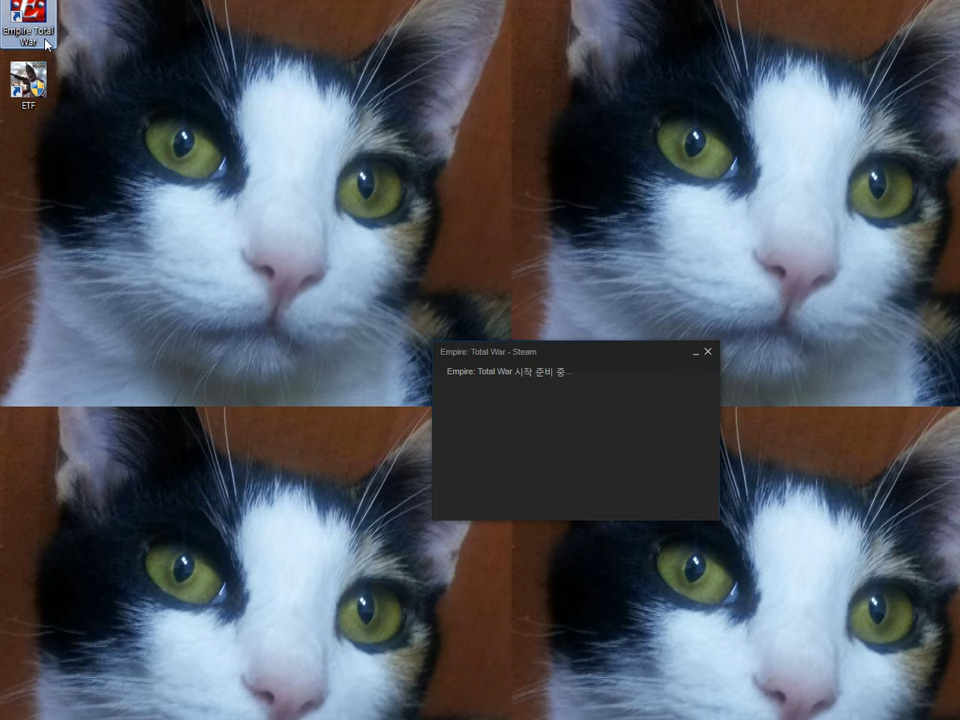 Empire Total
War
ETF
Empire: Total War - Steam
Empire: Total War 시작 준비 중...